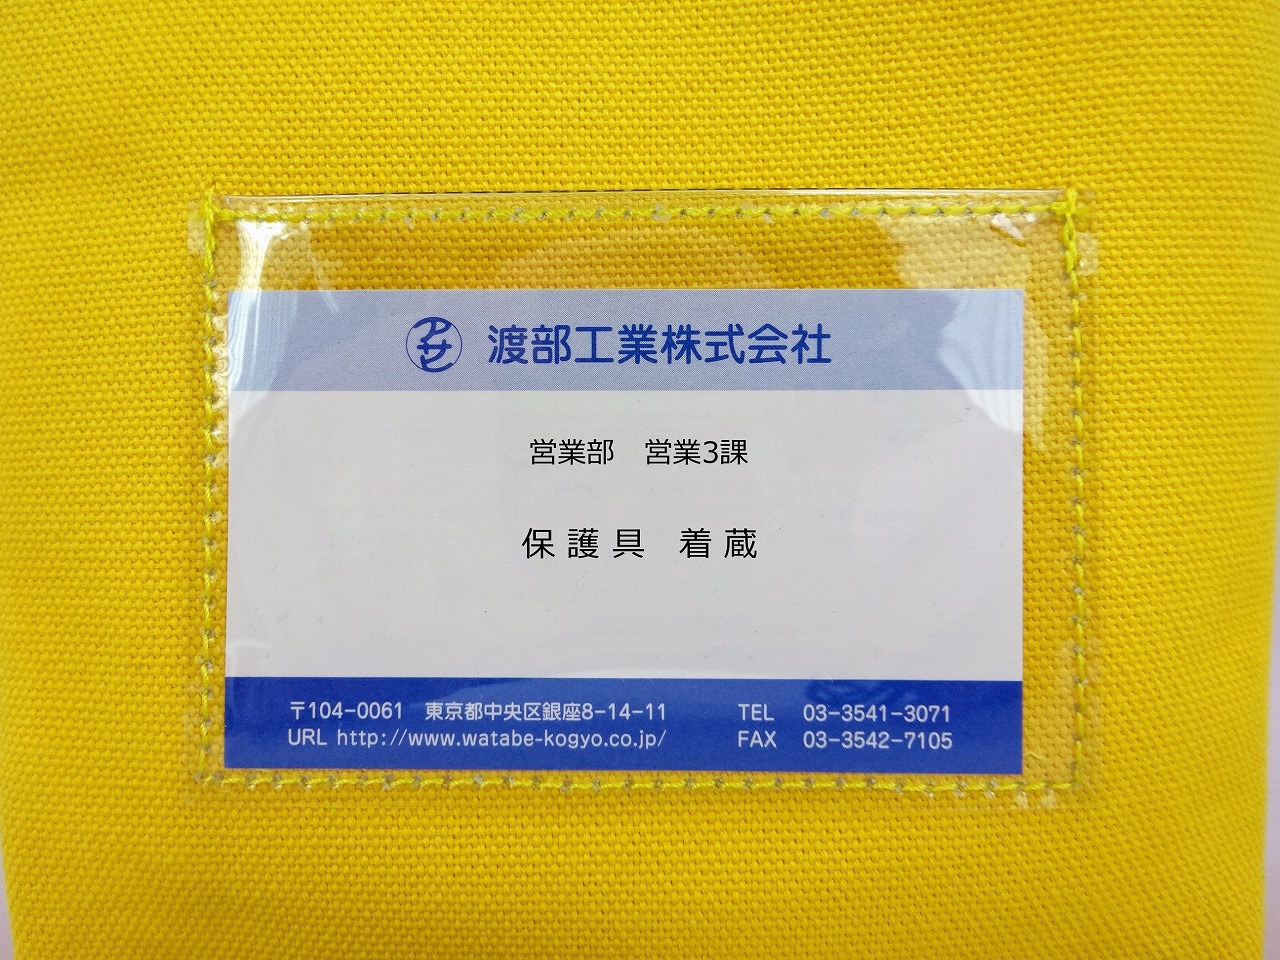 渡部工業株式会社
営業部　営業3課
保護具　着蔵
〒104-0061　東京都中央区銀座8-14-11　TEL　03-3541-3071
URL http://www.watabe-kogyo.co.jp/　FAX　03-3542-7105